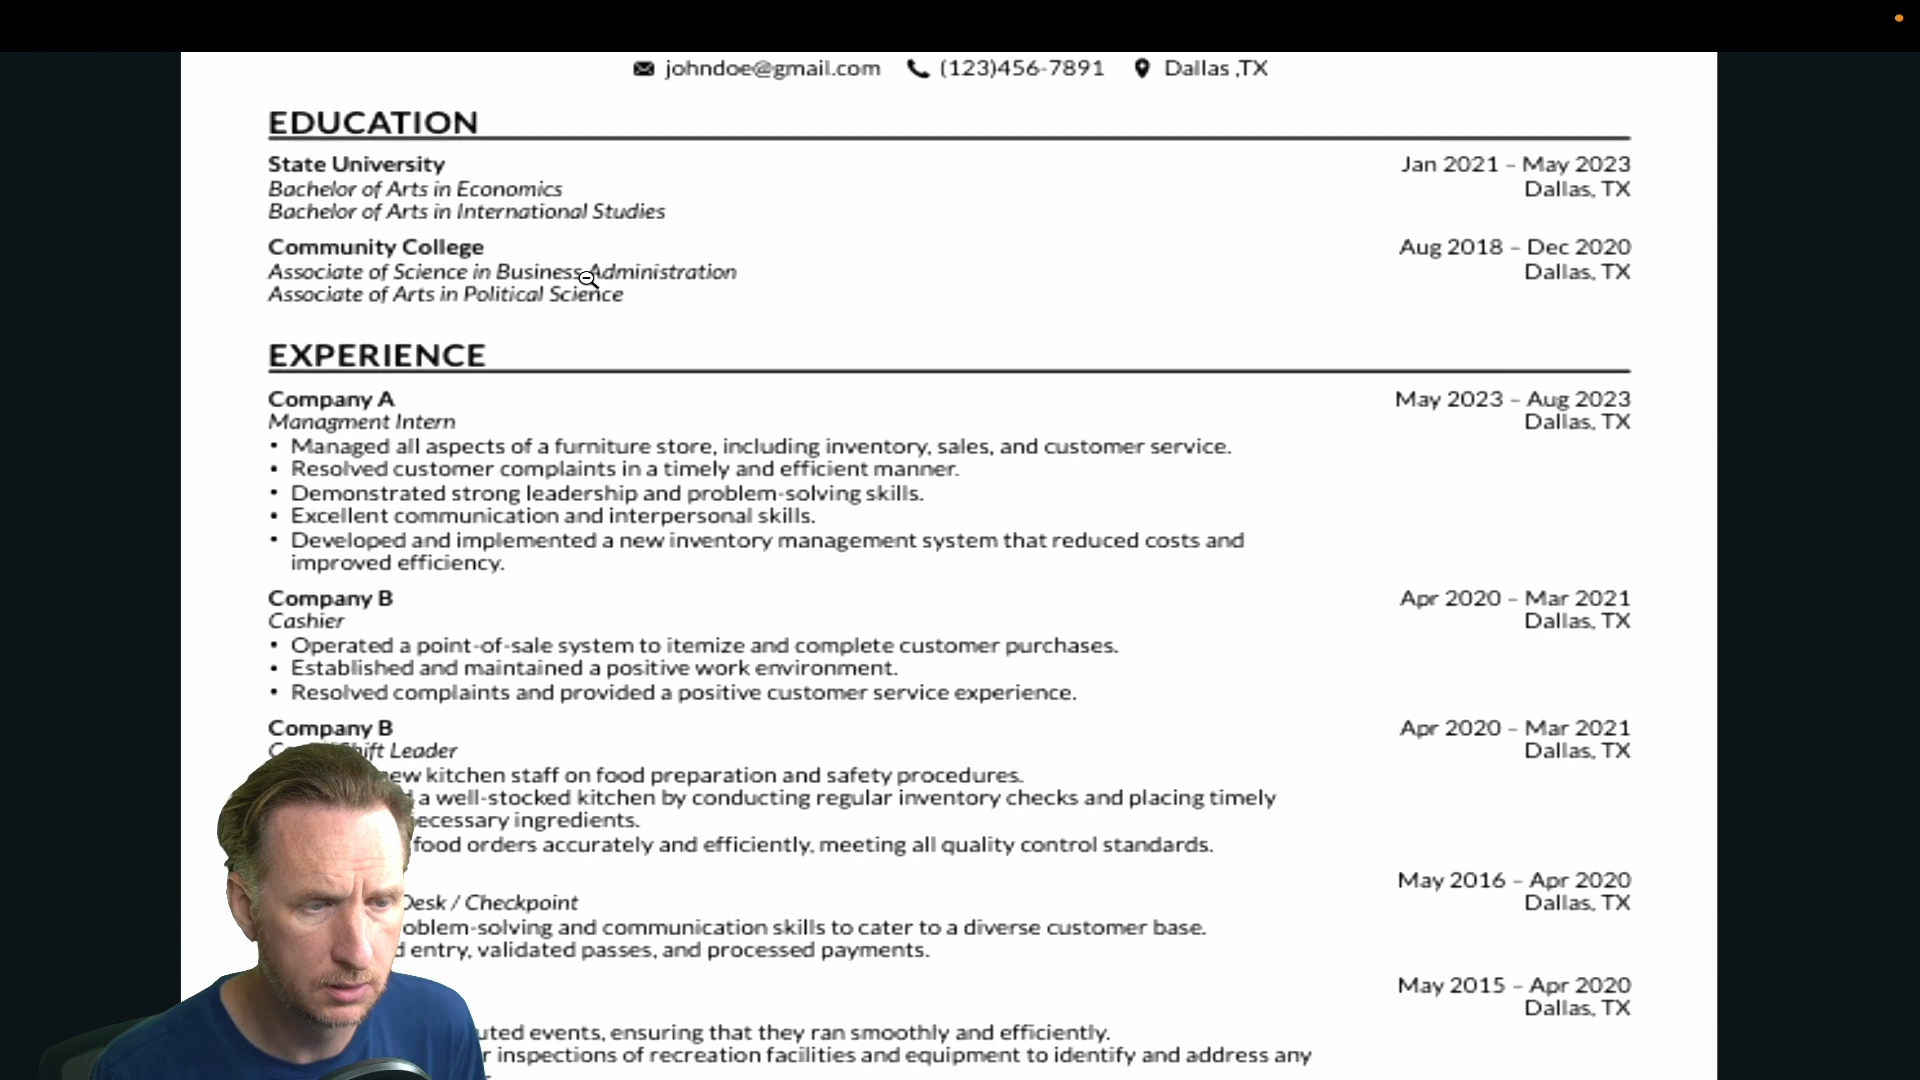 johndoe@gmail.com (123)456-7891 Dallas ,TX
EDUCATION
State University Jan 2021 – May 2023
Bachelor of Arts in Economics Dallas, TX
Bachelor of Arts in International Studies
Community College Aug 2018 – Dec 2020
Associate of Science in Business Administration Dallas, TX
Associate of Arts in Political Science
EXPERIENCE
Company A May 2023 – Aug 2023
Managment Intern Dallas, TX
• Managed all aspects of a furniture store, including inventory, sales, and customer service.
• Resolved customer complaints in a timely and efficient manner.
• Demonstrated strong leadership and problem-solving skills.
• Excellent communication and interpersonal skills.
• Developed and implemented a new inventory management system that reduced costs and
improved efficiency.
Company B Apr 2020 – Mar 2021
Cashier Dallas, TX
• Operated a point-of-sale system to itemize and complete customer purchases.
• Established and maintained a positive work environment.
• Resolved complaints and provided a positive customer service experience.
Company B Apr 2020 – Mar 2021
Leader Dallas, TX
kitchen staff on food preparation and safety procedures.
a well-stocked kitchen by conducting regular inventory checks and placing timely
ingredients.
food orders accurately and efficiently, meeting all quality control standards.
May 2016 – Apr 2020
Desk / Checkpoint Dallas, TX
and communication skills to cater to a diverse customer base.
entry, validated passes, and processed payments.
May 2015 – Apr 2020
Dallas, TX
events, ensuring that they ran smoothly and efficiently.
inspections of recreation facilities and equipment to identify and address any